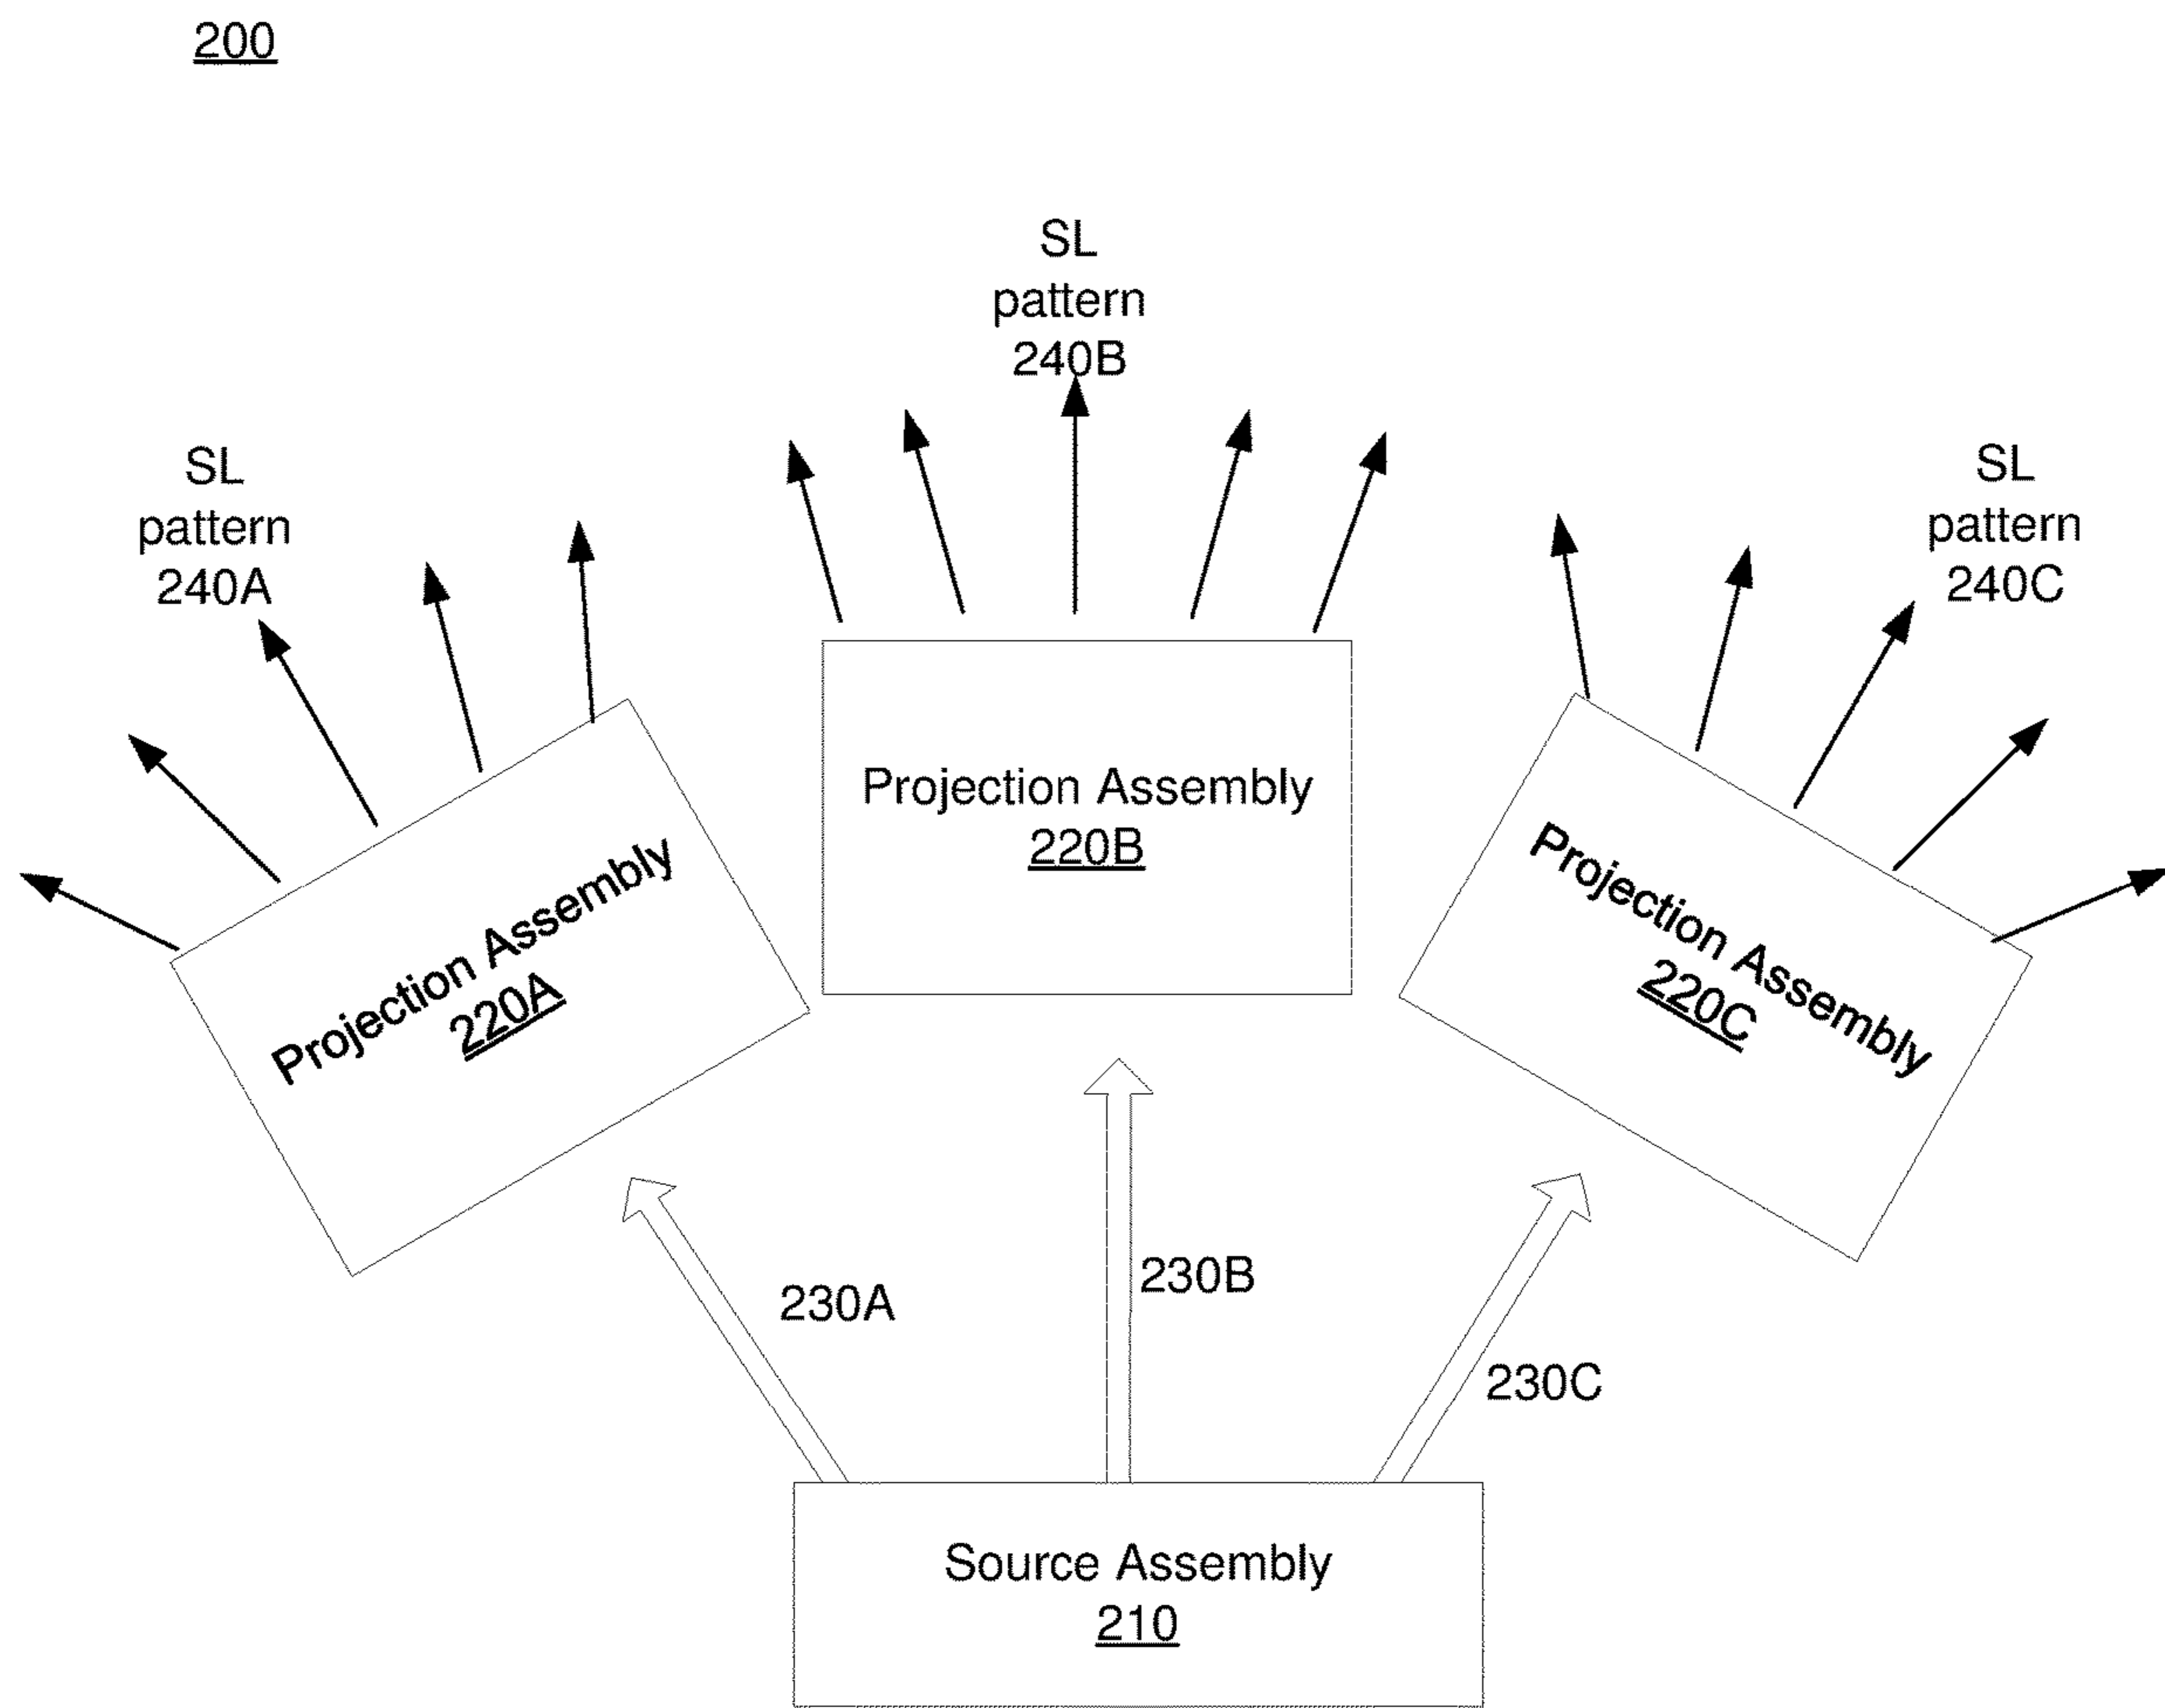 200
SL
pattern
240B
SL
pattern
240A
SL
pattern
240C
Projection Assembly
220A
Projection Assembly
220B
Projection Assembly
220C
230A
230B
230C
Source Assembly
210